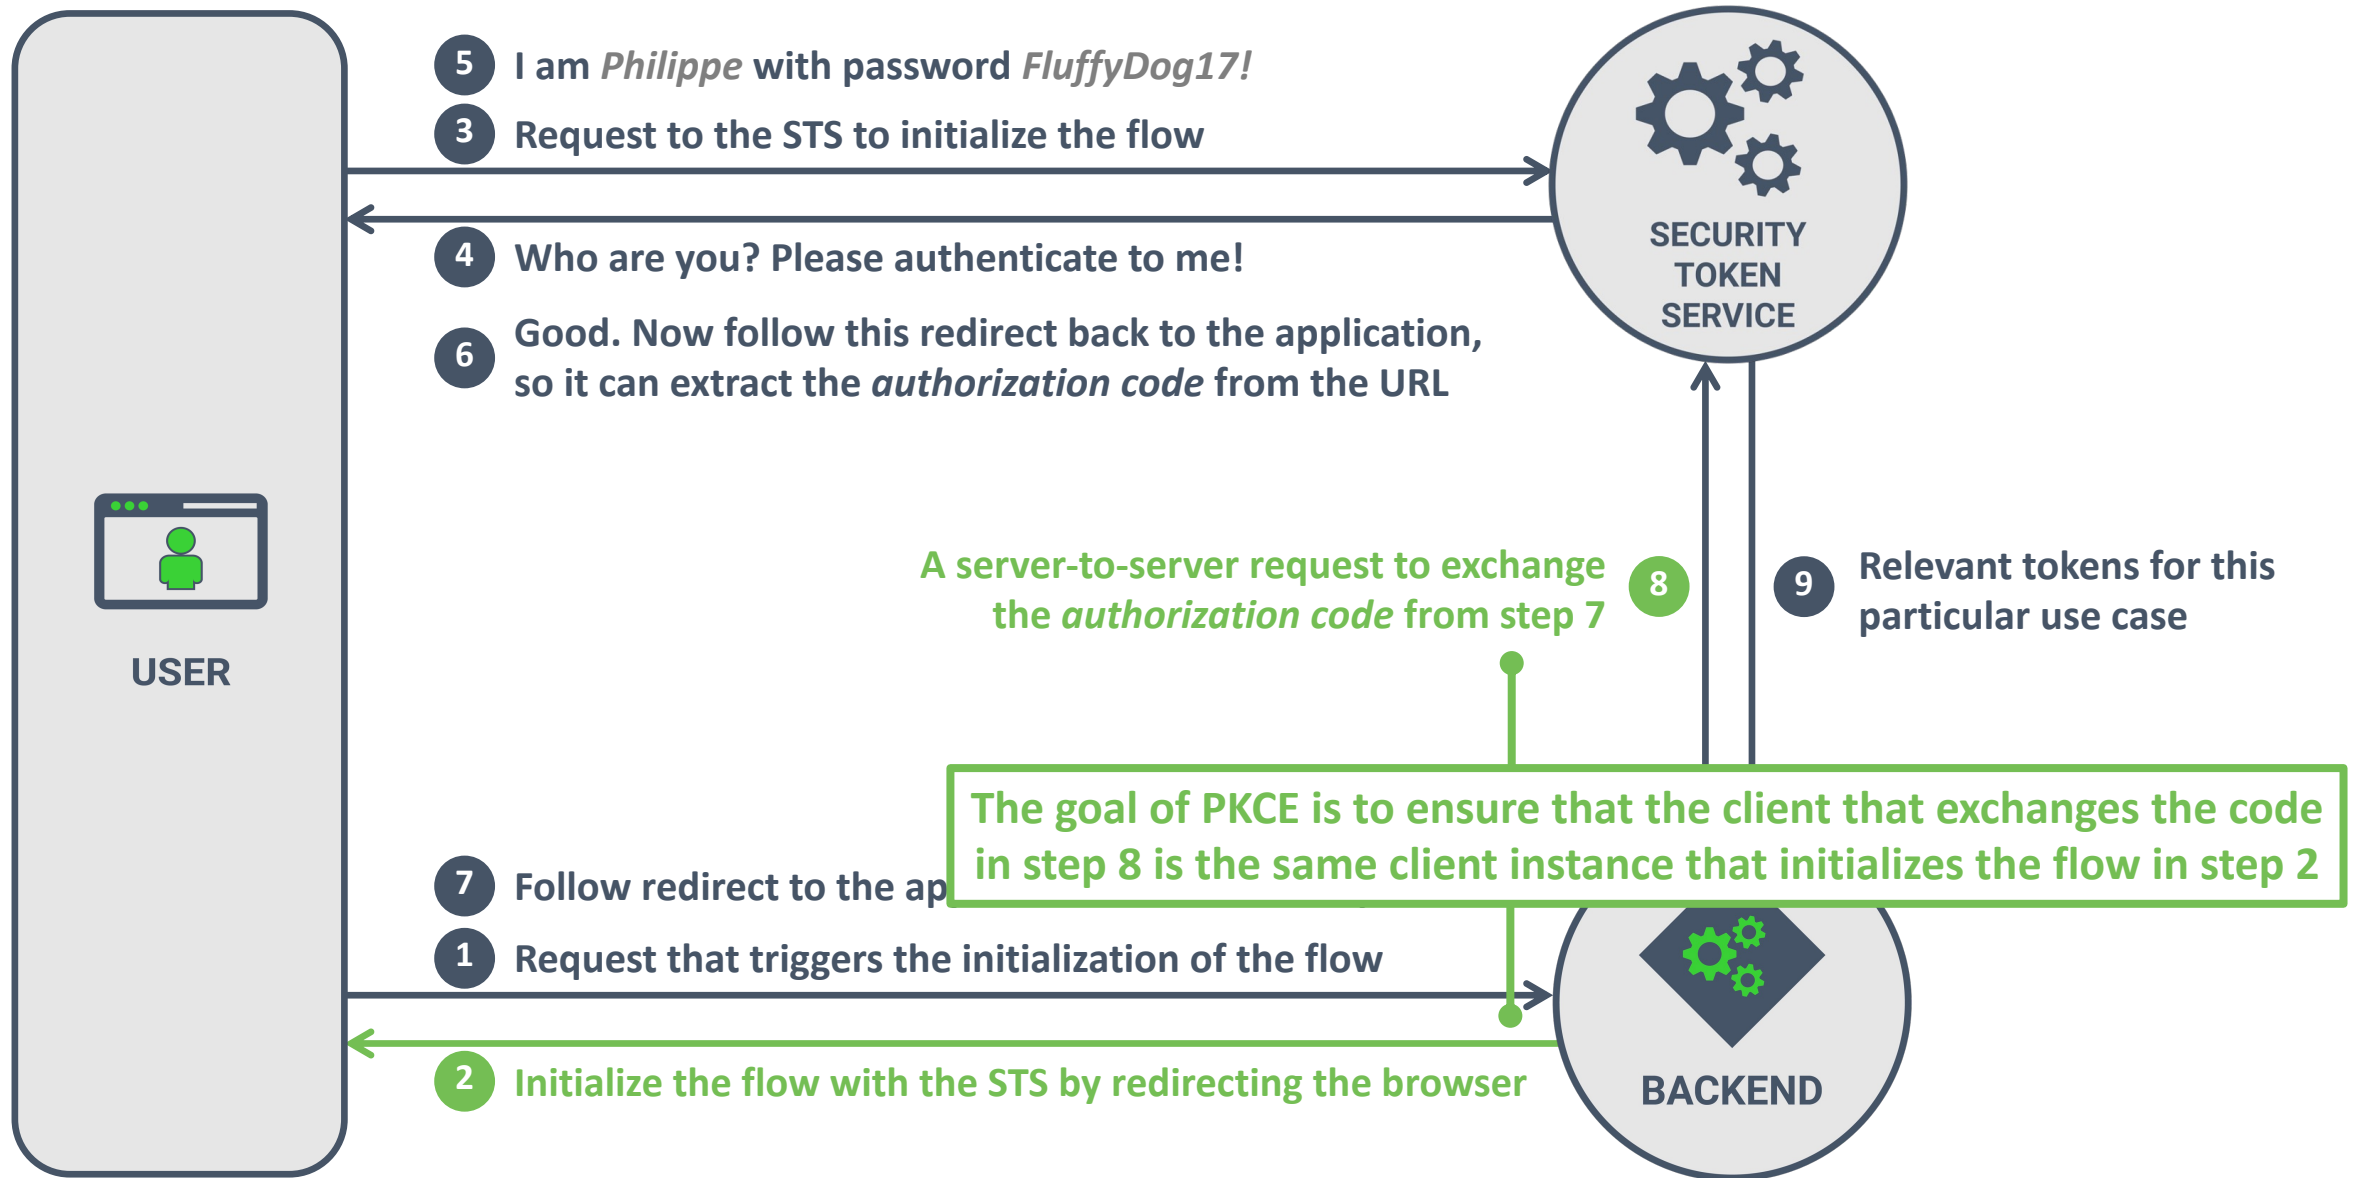 5 I am Philippe with password FluffyDog17!
3 Request to the STS to initialize the flow
4 Who are you? Please authenticate to me!
6 Good. Now follow this redirect back to the application,
so it can extract the authorization code from the URL
SECURITY
TOKEN
SERVICE
USER
A server-to-server request to exchange
the authorization code from step 7
8
9 Relevant tokens for this
particular use case
The goal of PKCE is to ensure that the client that exchanges the code
in step 8 is the same client instance that initializes the flow in step 2
7 Follow redirect to the
1 Request that triggers the initialization of the flow
2 Initialize the flow with the STS by redirecting the browser
BACKEND